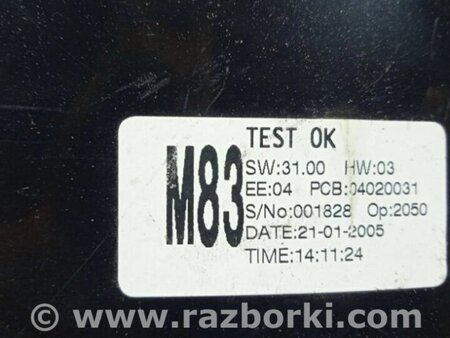 M83
TEST OK
SW:31.00 HW:03
EE:04 PCB:04020031
S/No:001828 Op:2050
DATE:21-01-2005
TIME:14:11:24
© www.razborki.com